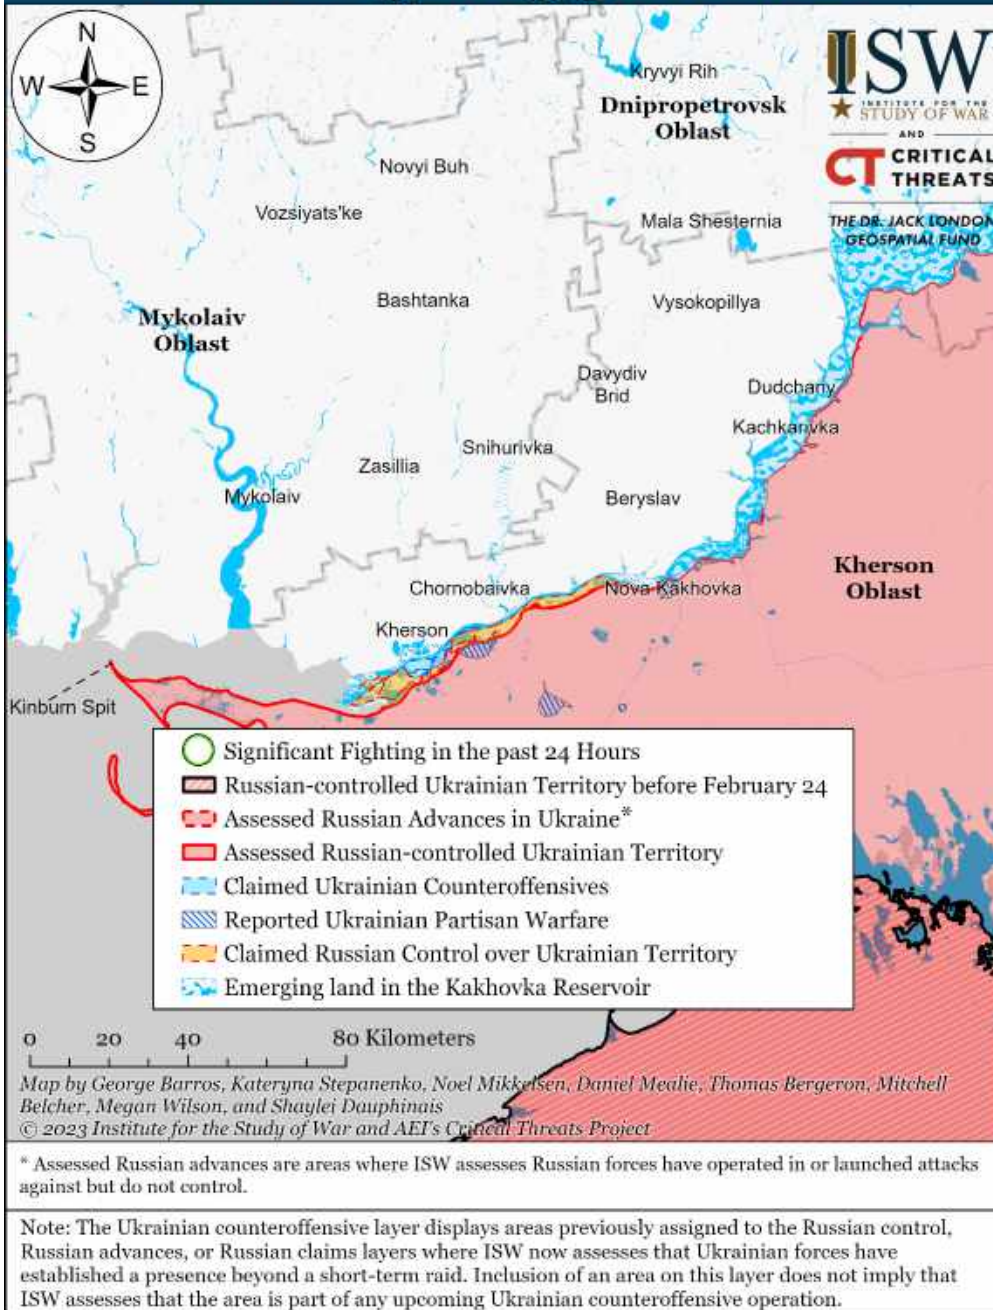 N
W E
S
ISW
INSTITUTE FOR THE
STUDY OF WAR
AND
CT CRITICAL
THREATS
THE DR. JACK LONDON
GEOSPATIAL FUND
Kryvyi Rih
Dnipropetrovsk
Oblast
Novyi Buh
Vozsiyats'ke
Mala Shesternia
Bashtanka
Vysokopillya
Mykolaiv
Oblast
Davydiv
Brid
Dudchany
Kachkarivka
Snihurivka
Zasillia
Mykolaiv
Beryslav
Kherson
Oblast
Chornobaivka
Nova Kakhovka
Kherson
Kinburn Spit
Significant Fighting in the past 24 Hours
Russian-controlled Ukrainian Territory before February 24
Assessed Russian Advances in Ukraine*
Assessed Russian-controlled Ukrainian Territory
Claimed Ukrainian Counteroffensives
Reported Ukrainian Partisan Warfare
Claimed Russian Control over Ukrainian Territory
Emerging land in the Kakhovka Reservoir
0 20 40 80 Kilometers
Map by George Barros, Kateryna Stepanenko, Noel Mikkelsen, Daniel Mealie, Thomas Bergeron, Mitchell
Belcher, Megan Wilson, and Shaylei Dauphinais
© 2023 Institute for the Study of War and AEI's Critical Threats Project
* Assessed Russian advances are areas where ISW assesses Russian forces have operated in or launched attacks
against but do not control.
Note: The Ukrainian counteroffensive layer displays areas previously assigned to the Russian control,
Russian advances, or Russian claims layers where ISW now assesses that Ukrainian forces have
established a presence beyond a short-term raid. Inclusion of an area on this layer does not imply that
ISW assesses that the area is part of any upcoming Ukrainian counteroffensive operation.